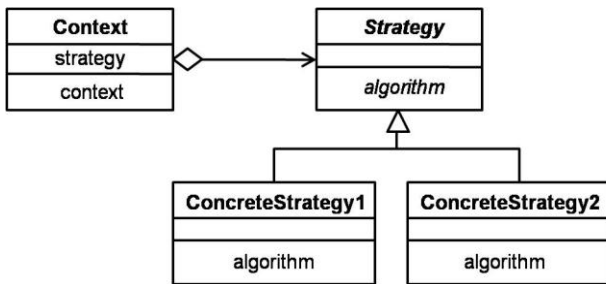 Context
strategy
context
Strategy
algorithm
ConcreteStrategy1
algorithm
ConcreteStrategy2
algorithm